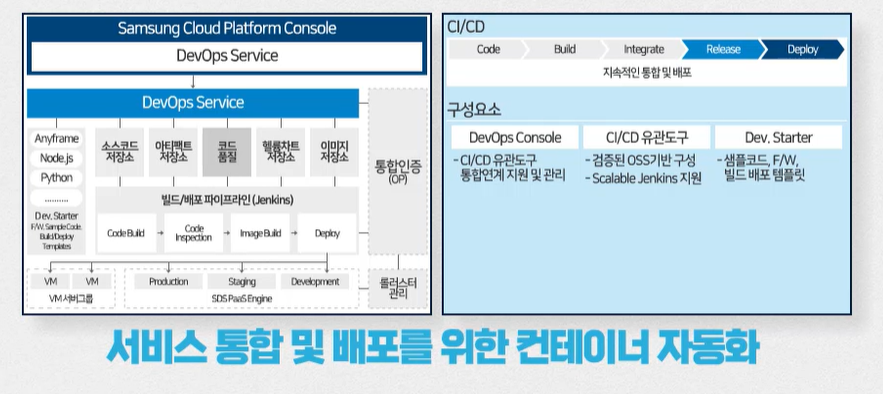 Samsung Cloud Platform Console
DevOps Service
DevOps Service
Anyframe
Node.js
Python
..........
Dev. Starter
F/W, Sample Code,
Build/Deploy
Templates
소스코드
저장소
아티팩트
저장소
코드
품질
헬름차트
저장소
이미지
저장소
통합인증
(OP)
빌드/배포 파이프라인 (Jenkins)
Code Build
Code
Inspection
Image Build
Deploy
VM
VM
VM 서버그룹
Production
Staging
Development
SDS PaaS Engine
롤러스터
관리
CI/CD
Code
Build
Integrate
Release
Deploy
지속적인 통합 및 배포
구성요소
DevOps Console
- CI/CD 유관도구
통합연계 지원 및 관리
CI/CD 유관도구
- 검증된 OSS기반 구성
- Scalable Jenkins 지원
Dev. Starter
- 샘플코드, F/W,
빌드 배포 템플릿
서비스 통합 및 배포를 위한 컨테이너 자동화